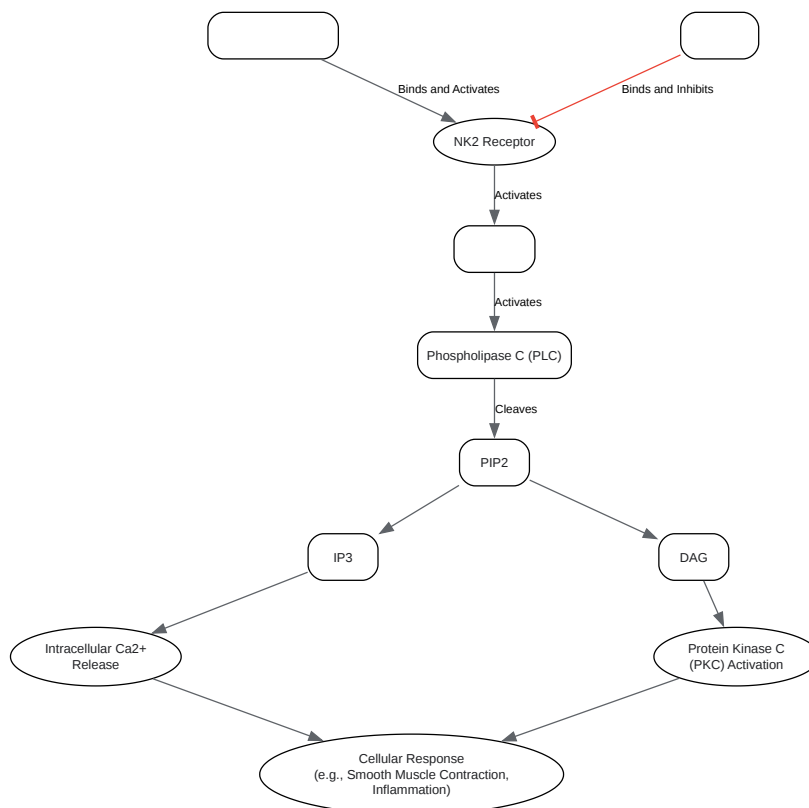 Binds and Activates
Binds and Inhibits
NK2 Receptor
Activates
Activates
Phospholipase C (PLC)
Cleaves
PIP2
IP3
DAG
Intracellular Ca2+
Release
Protein Kinase C
(PKC) Activation
Cellular Response
(e.g., Smooth Muscle Contraction,
Inflammation)